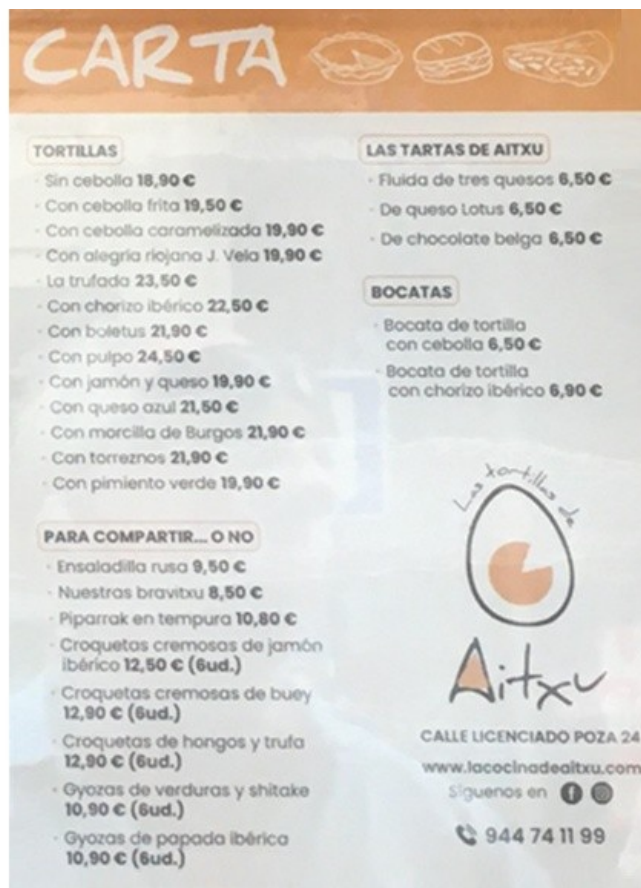 CARTA
TORTILLAS
· Sin cebolla 18,90 €
· Con cebolla frita 19,50 €
· Con cebolla caramelizada 19,90 €
· Con alegria riojana J. Vela 19,90 €
· La trufada 23,50 €
· Con chorizo ibérico 22,50 €
· Con boletus 21,90 €
· Con pulpo 24,50 €
· Con jamón y queso 19,90 €
· Con queso azul 21,50 €
· Con morcilla de Burgos 21,90 €
· Con torreznos 21,90 €
· Con pimiento verde 19,90 €
PARA COMPARTIR... O NO
· Ensaladilla rusa 9,50 €
· Nuestras bravitxu 8,50 €
· Piparrak en tempura 10,80 €
· Croquetas cremosas de jamón
ibérico 12,50 € (6ud.)
· Croquetas cremosas de buey
12,90 € (6ud.)
· Croquetas de hongos y trufa
12,90 € (6ud.)
· Gyozas de verduras y shitake
10,90 € (6ud.)
· Gyozas de papada ibérica
10,90 € (6ud.)
LAS TARTAS DE AITXU
· Fluida de tres quesos 6,50 €
· De queso Lotus 6,50 €
· De chocolate belga 6,50 €
BOCATAS
· Bocata de tortilla
con cebolla 6,50 €
· Bocata de tortilla
con chorizo ibérico 6,90 €
Las tortillas de
Aitxu
CALLE LICENCIADO POZA 24
www.lacocinadeaitxu.com
Síguenos en
944 74 11 99